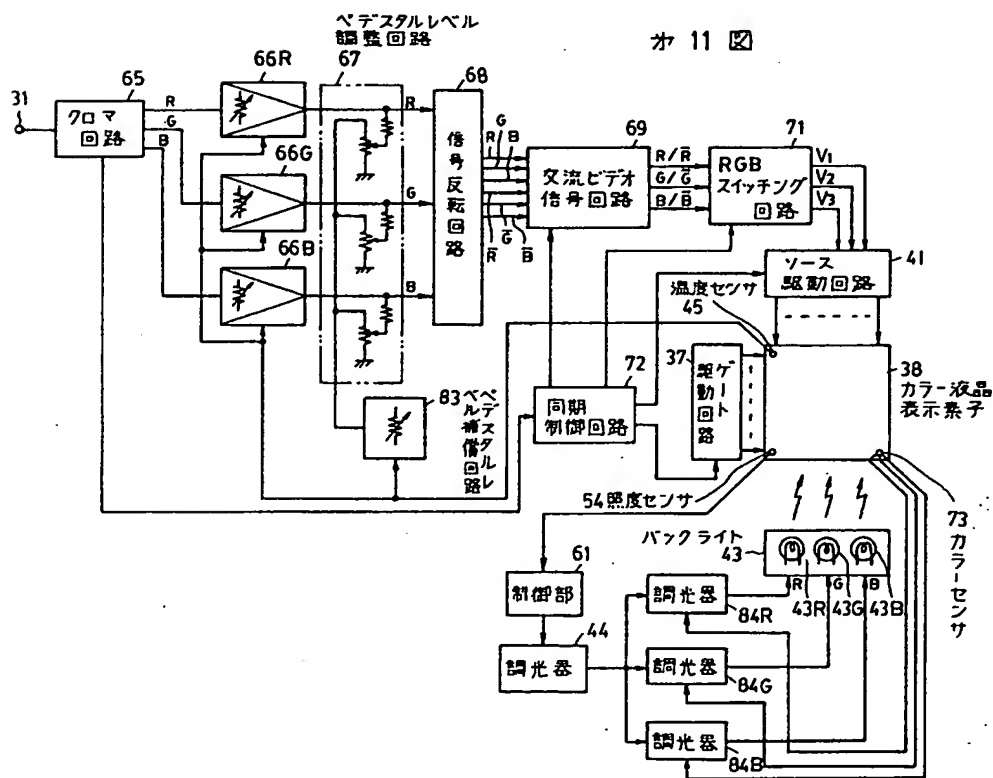 ペデスタルレベル
調整回路
才 11 図
31
65
クロマ
回路
R
G
B
66R
66G
66B
67
R
G
B
68
信号反転回路
R
G
B
R̅
G̅
B̅
69
交流ビデオ
信号回路
R/R̅
G/G̅
B/B̅
71
RGB
スイッチング
回路
V1
V2
V3
41
ソース
駆動回路
温度センサ
45
37
ゲート
駆動回路
38
カラー液晶
表示素子
72
同期
制御回路
83
ペデスタルレ
ベル補償回路
54 照度センサ
73
カラーセンサ
バックライト
43
R
G
B
43R
43G
43B
61
制御部
44
調光器
調光器
84R
調光器
84G
調光器
84B